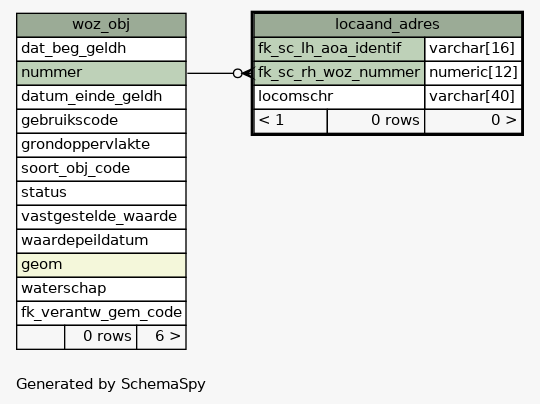 woz_obj
dat_beg_geldh
nummer
datum_einde_geldh
gebruikscode
grondoppervlakte
soort_obj_code
status
vastgestelde_waarde
waardepeildatum
geom
waterschap
fk_verantw_gem_code
0 rows 6 >
locaand_adres
fk_sc_lh_aoa_identif varchar[16]
fk_sc_rh_woz_nummer numeric[12]
locomschr varchar[40]
< 1 0 rows 0 >
Generated by SchemaSpy